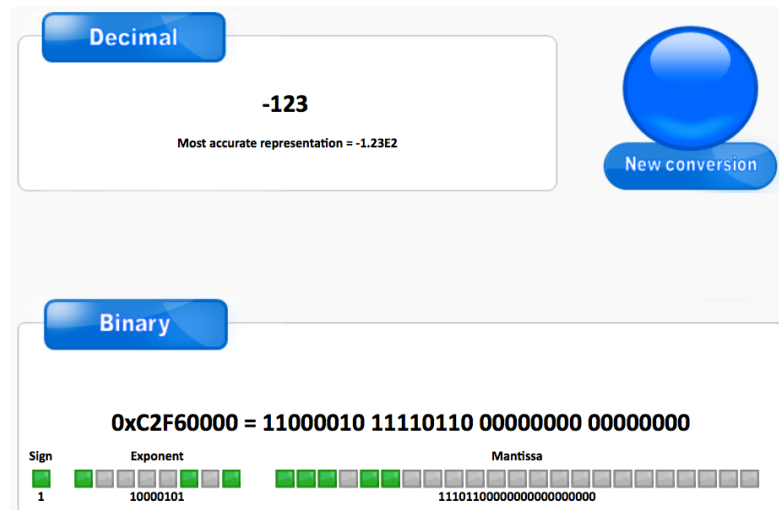 Decimal
-123
Most accurate representation = -1.23E2
New conversion
Binary
0xC2F60000 = 11000010 11110110 00000000 00000000
Sign Exponent Mantissa
1 10000101 11101100000000000000000